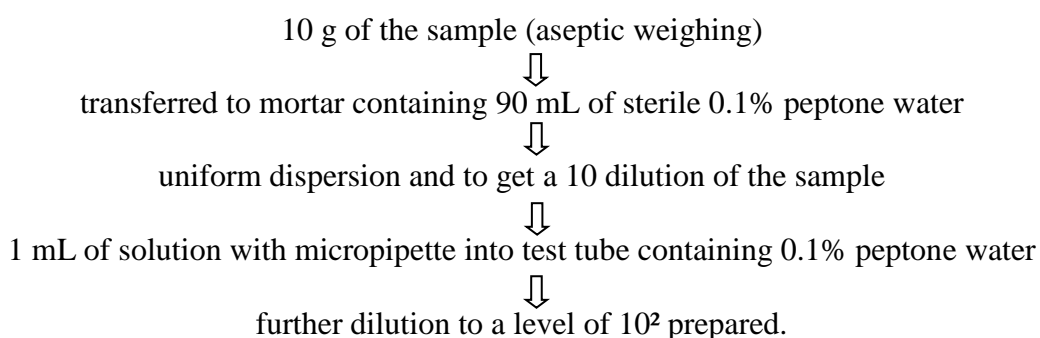 10 g of the sample (aseptic weighing)
transferred to mortar containing 90 mL of sterile 0.1% peptone water
uniform dispersion and to get a 10 dilution of the sample
1 mL of solution with micropipette into test tube containing 0.1% peptone water
further dilution to a level of 10² prepared.